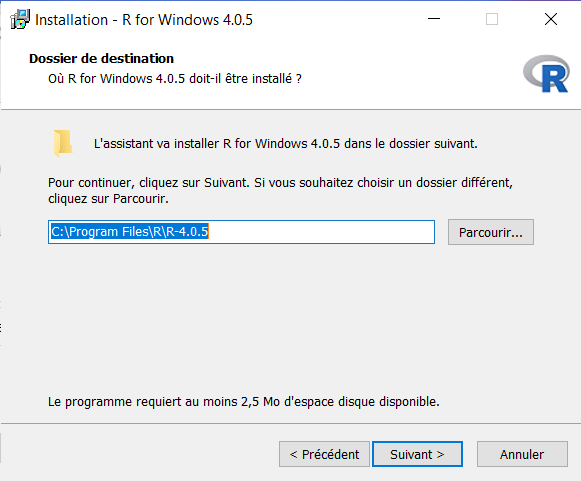 Installation - R for Windows 4.0.5
Dossier de destination
Où R for Windows 4.0.5 doit-il être installé ?
R
L'assistant va installer R for Windows 4.0.5 dans le dossier suivant.
Pour continuer, cliquez sur Suivant. Si vous souhaitez choisir un dossier différent,
cliquez sur Parcourir.
C:\Program Files\R\R-4.0.5
Parcourir...
Le programme requiert au moins 2,5 Mo d'espace disque disponible.
< Précédent
Suivant >
Annuler